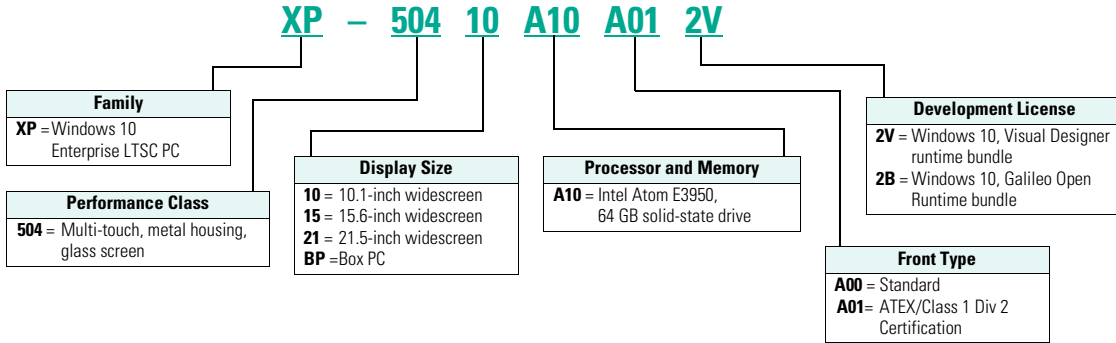 XP – 504 10 A10 A01 2V
Family
XP = Windows 10
Enterprise LTSC PC
Performance Class
504 = Multi-touch, metal housing,
glass screen
Display Size
10 = 10.1-inch widescreen
15 = 15.6-inch widescreen
21 = 21.5-inch widescreen
BP =Box PC
Processor and Memory
A10 = Intel Atom E3950,
64 GB solid-state drive
Development License
2V = Windows 10, Visual Designer
runtime bundle
2B = Windows 10, Galileo Open
Runtime bundle
Front Type
A00 = Standard
A01= ATEX/Class 1 Div 2
Certification